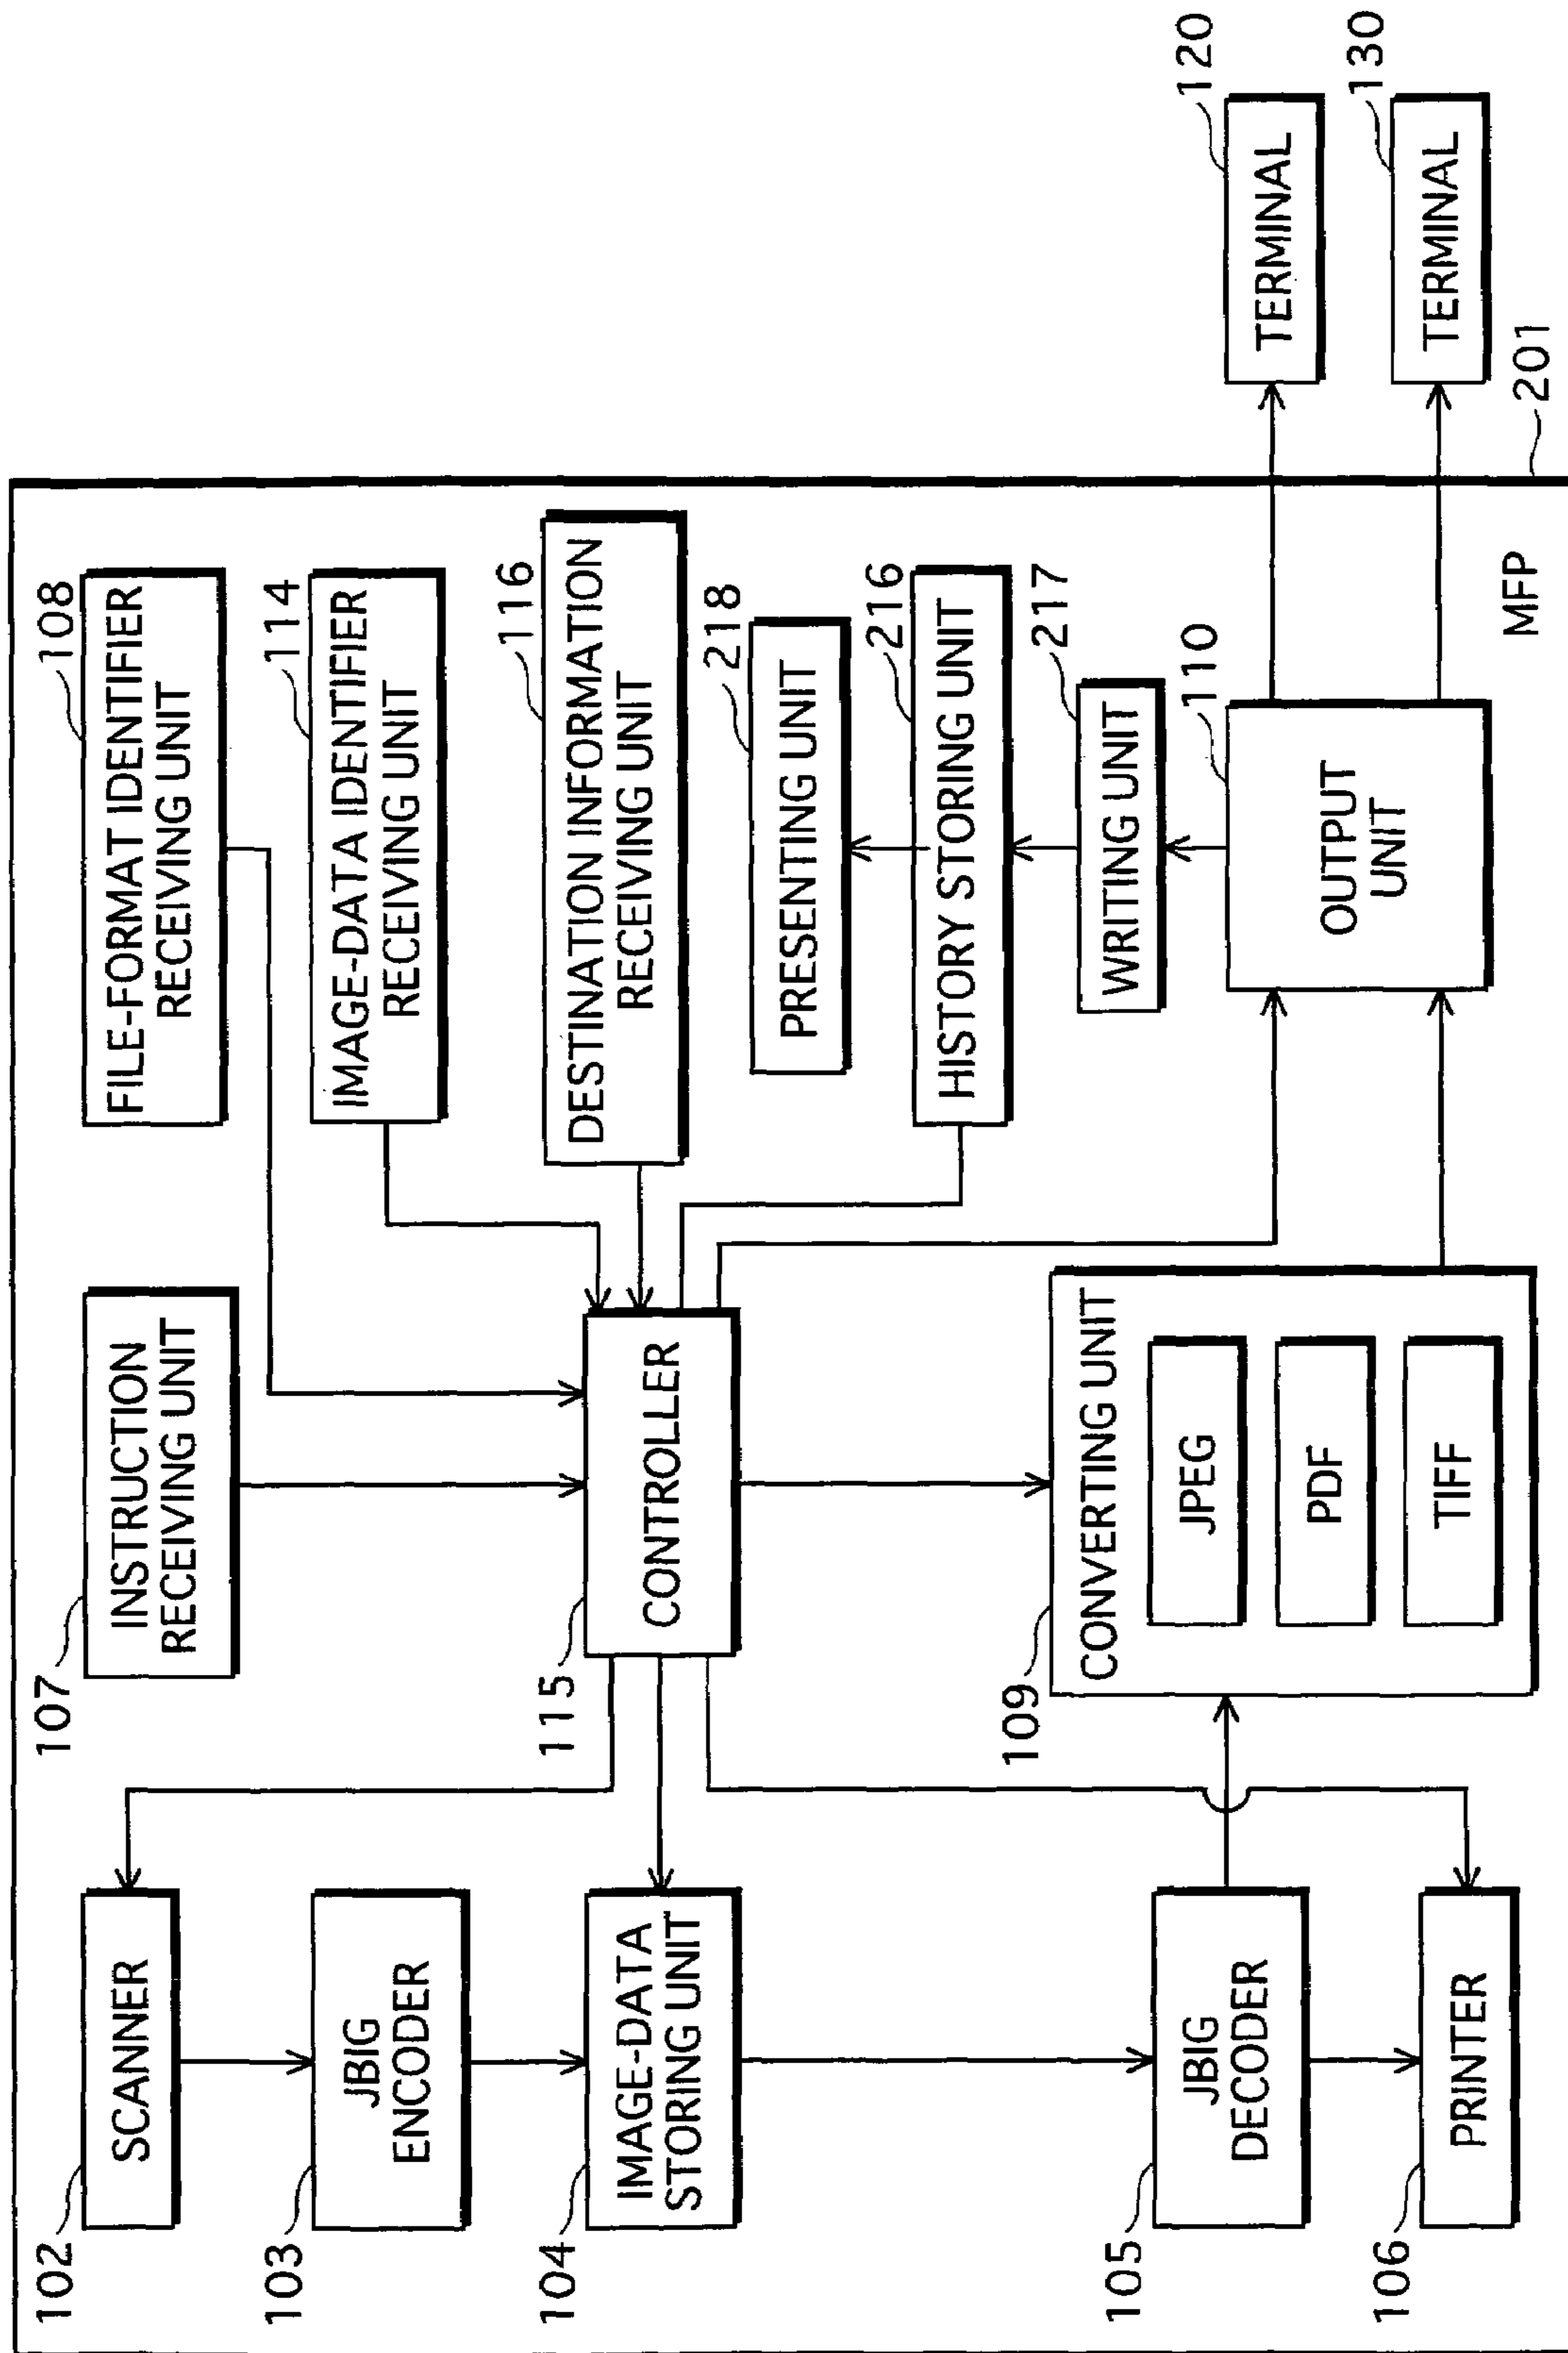 102
SCANNER
103
JBIG
ENCODER
104
IMAGE-DATA
STORING UNIT
105
JBIG
DECODER
106
PRINTER
107
INSTRUCTION
RECEIVING UNIT
115
CONTROLLER
109
CONVERTING UNIT
JPEG
PDF
TIFF
108
FILE-FORMAT IDENTIFIER
RECEIVING UNIT
114
IMAGE-DATA IDENTIFIER
RECEIVING UNIT
116
DESTINATION INFORMATION
RECEIVING UNIT
218
PRESENTING UNIT
216
HISTORY STORING UNIT
217
WRITING UNIT
110
OUTPUT
UNIT
MFP
201
120
TERMINAL
130
TERMINAL